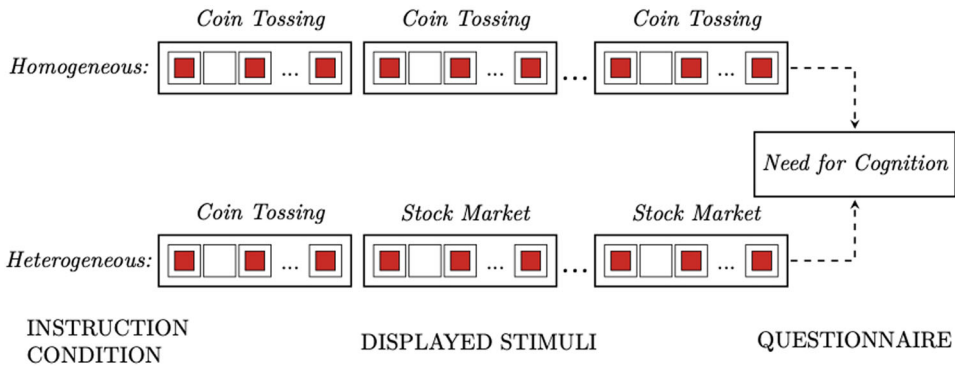 Coin Tossing Coin Tossing Coin Tossing
Homogeneous: ... ... ... ...
Need for Cognition
Coin Tossing Stock Market Stock Market
Heterogeneous: ... ... ... ...
INSTRUCTION
CONDITION
DISPLAYED STIMULI
QUESTIONNAIRE